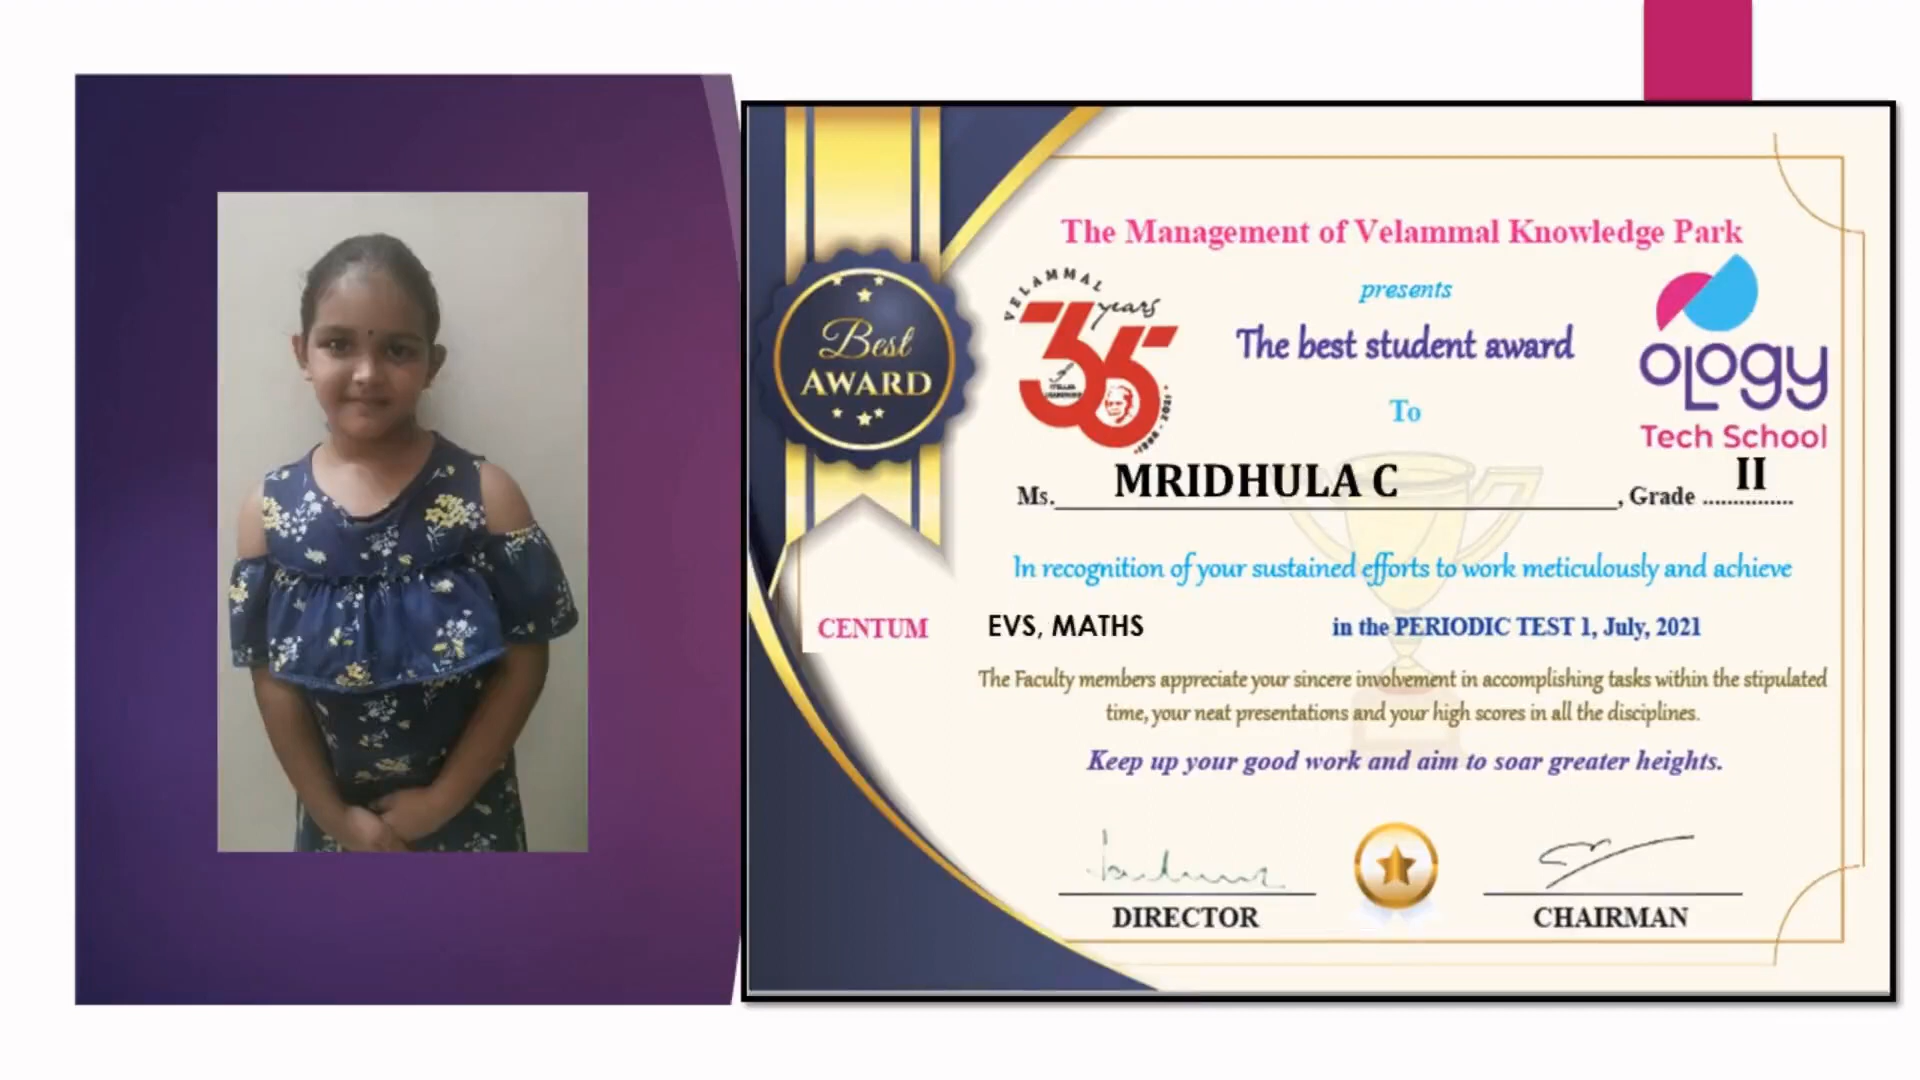 The Management of Velammal Knowledge Park
VELAMMAL
years
35
1986 - 2021
presents
The best student award
To
ology
Tech School
Best
AWARD
Ms. MRIDHULA C, Grade ...............
II
In recognition of your sustained efforts to work meticulously and achieve
CENTUM EVS, MATHS in the PERIODIC TEST 1, July, 2021
The Faculty members appreciate your sincere involvement in accomplishing tasks within the stipulated
time, your neat presentations and your high scores in all the disciplines.
Keep up your good work and aim to soar greater heights.
DIRECTOR
CHAIRMAN